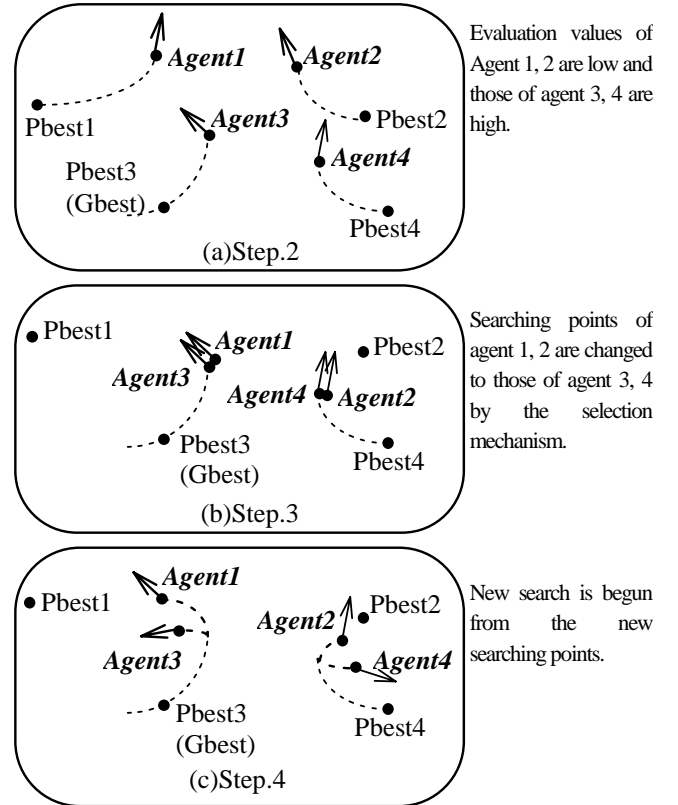 Agent1
Agent2
Evaluation values of
Agent 1, 2 are low and
those of agent 3, 4 are
high.
Pbest1
Agent3
Pbest2
Agent4
Pbest3
(Gbest)
Pbest4
(a)Step.2
Pbest1
Agent1
Pbest2
Agent3
Agent4
Agent2
Pbest3
(Gbest)
Pbest4
(b)Step.3
Searching points of
agent 1, 2 are changed
to those of agent 3, 4
by the selection
mechanism.
Agent1
Pbest1
Pbest2
Agent2
Agent3
Agent4
Pbest3
(Gbest)
Pbest4
(c)Step.4
New search is begun
from the new
searching points.